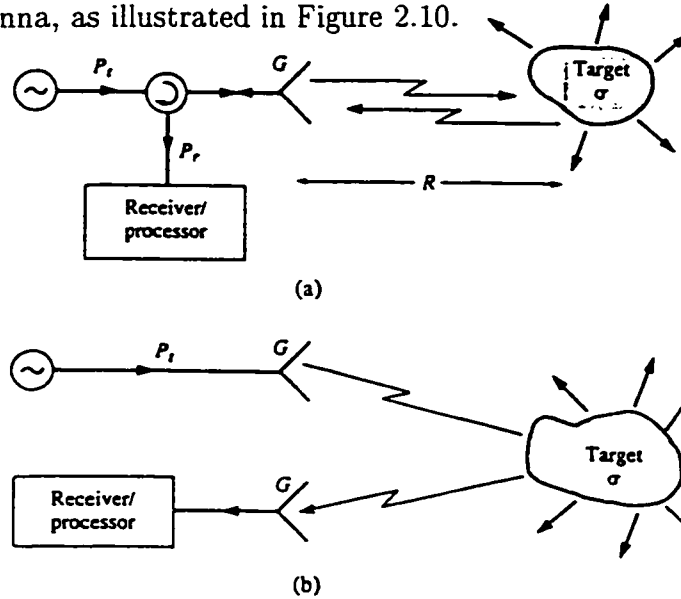 nna, as illustrated in Figure 2.10.
P_t
G
Target
σ
P_r
R
Receiver/
processor
(a)
P_t
G
Target
σ
Receiver/
processor
G
(b)